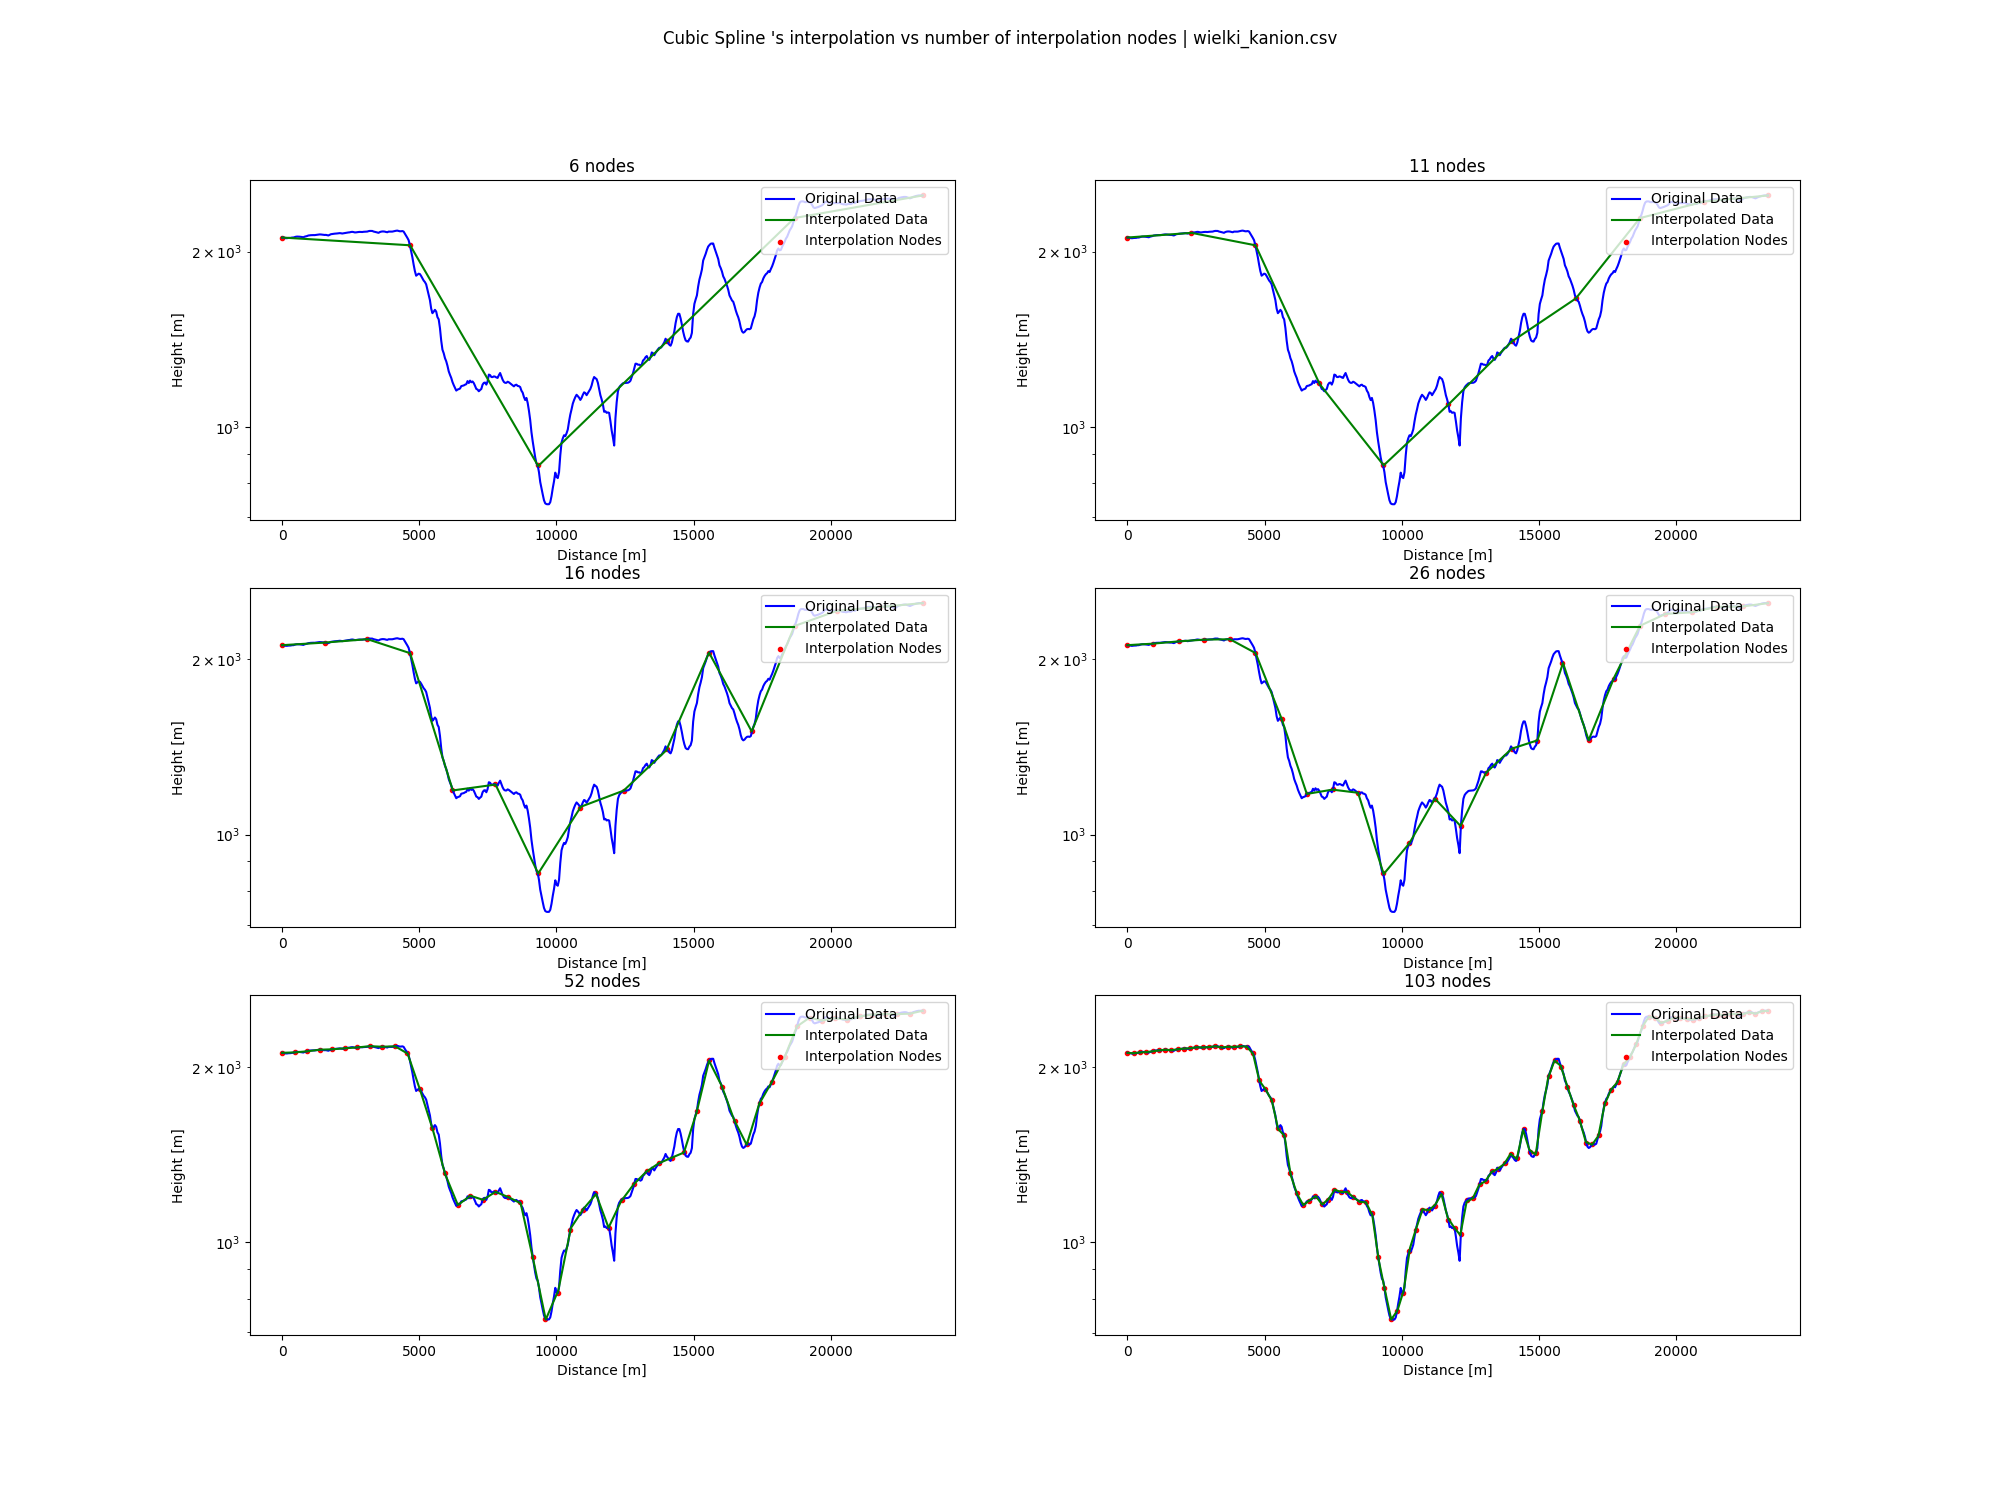 Cubic Spline 's interpolation vs number of interpolation nodes | wielki_kanion.csv
6 nodes
Original Data
Interpolated Data
Interpolation Nodes
Height [m]
2 × 10³
10³
0 5000 10000 15000 20000
Distance [m]
11 nodes
Original Data
Interpolated Data
Interpolation Nodes
Height [m]
2 × 10³
10³
0 5000 10000 15000 20000
Distance [m]
16 nodes
Original Data
Interpolated Data
Interpolation Nodes
Height [m]
2 × 10³
10³
0 5000 10000 15000 20000
Distance [m]
26 nodes
Original Data
Interpolated Data
Interpolation Nodes
Height [m]
2 × 10³
10³
0 5000 10000 15000 20000
Distance [m]
52 nodes
Original Data
Interpolated Data
Interpolation Nodes
Height [m]
2 × 10³
10³
0 5000 10000 15000 20000
Distance [m]
103 nodes
Original Data
Interpolated Data
Interpolation Nodes
Height [m]
2 × 10³
10³
0 5000 10000 15000 20000
Distance [m]